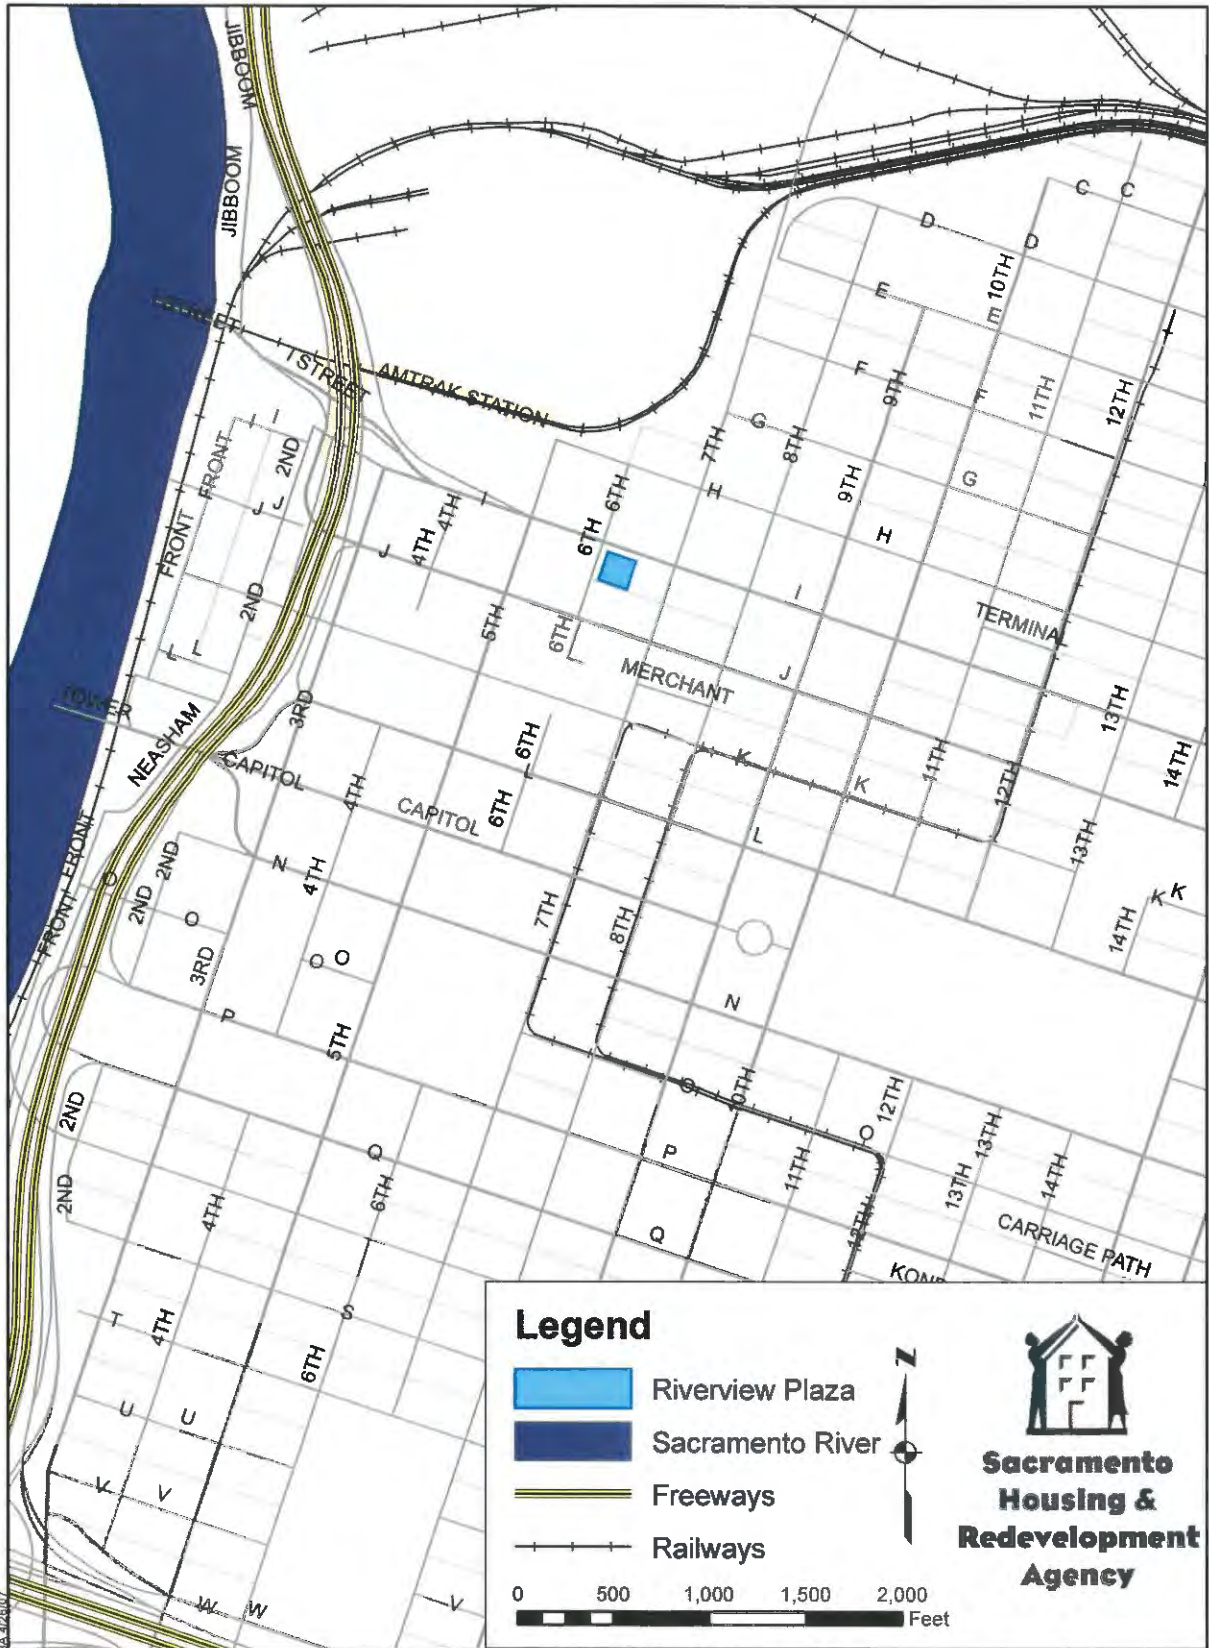 JIBBOOM
JIBBOOM
C C
D
D
10TH
E
E
I STREET
AMTRAK STATION
F
9TH
F
11TH
12TH
G
7TH
8TH
I
2ND
FRONT
6TH
H
9TH
G
4TH
I
J J
4TH
J
6TH
H
FRONT
2ND
5TH
6TH
I
TERMINA
L L
MERCHANT
J
TOWER
3RD
13TH
NEASHAM
CAPITOL
6TH
K
11TH
14TH
4TH
L
K
12TH
CAPITOL
6TH
L
FRONT
2ND
N
4TH
13TH
O
2ND
K K
O
7TH
8TH
14TH
FRONT
3RD
O O
P
N
5TH
O
10TH
2ND
12TH
O
13TH
Q
P
11TH
13TH
14TH
2ND
4TH
6TH
12TH
Q
CARRIAGE PATH
T
4TH
S
6TH
U
U
V
V
W W
V
Legend
Riverview Plaza
Sacramento River
Freeways
Railways
0 500 1,000 1,500 2,000
Feet
N
Sacramento
Housing &
Redevelopment
Agency